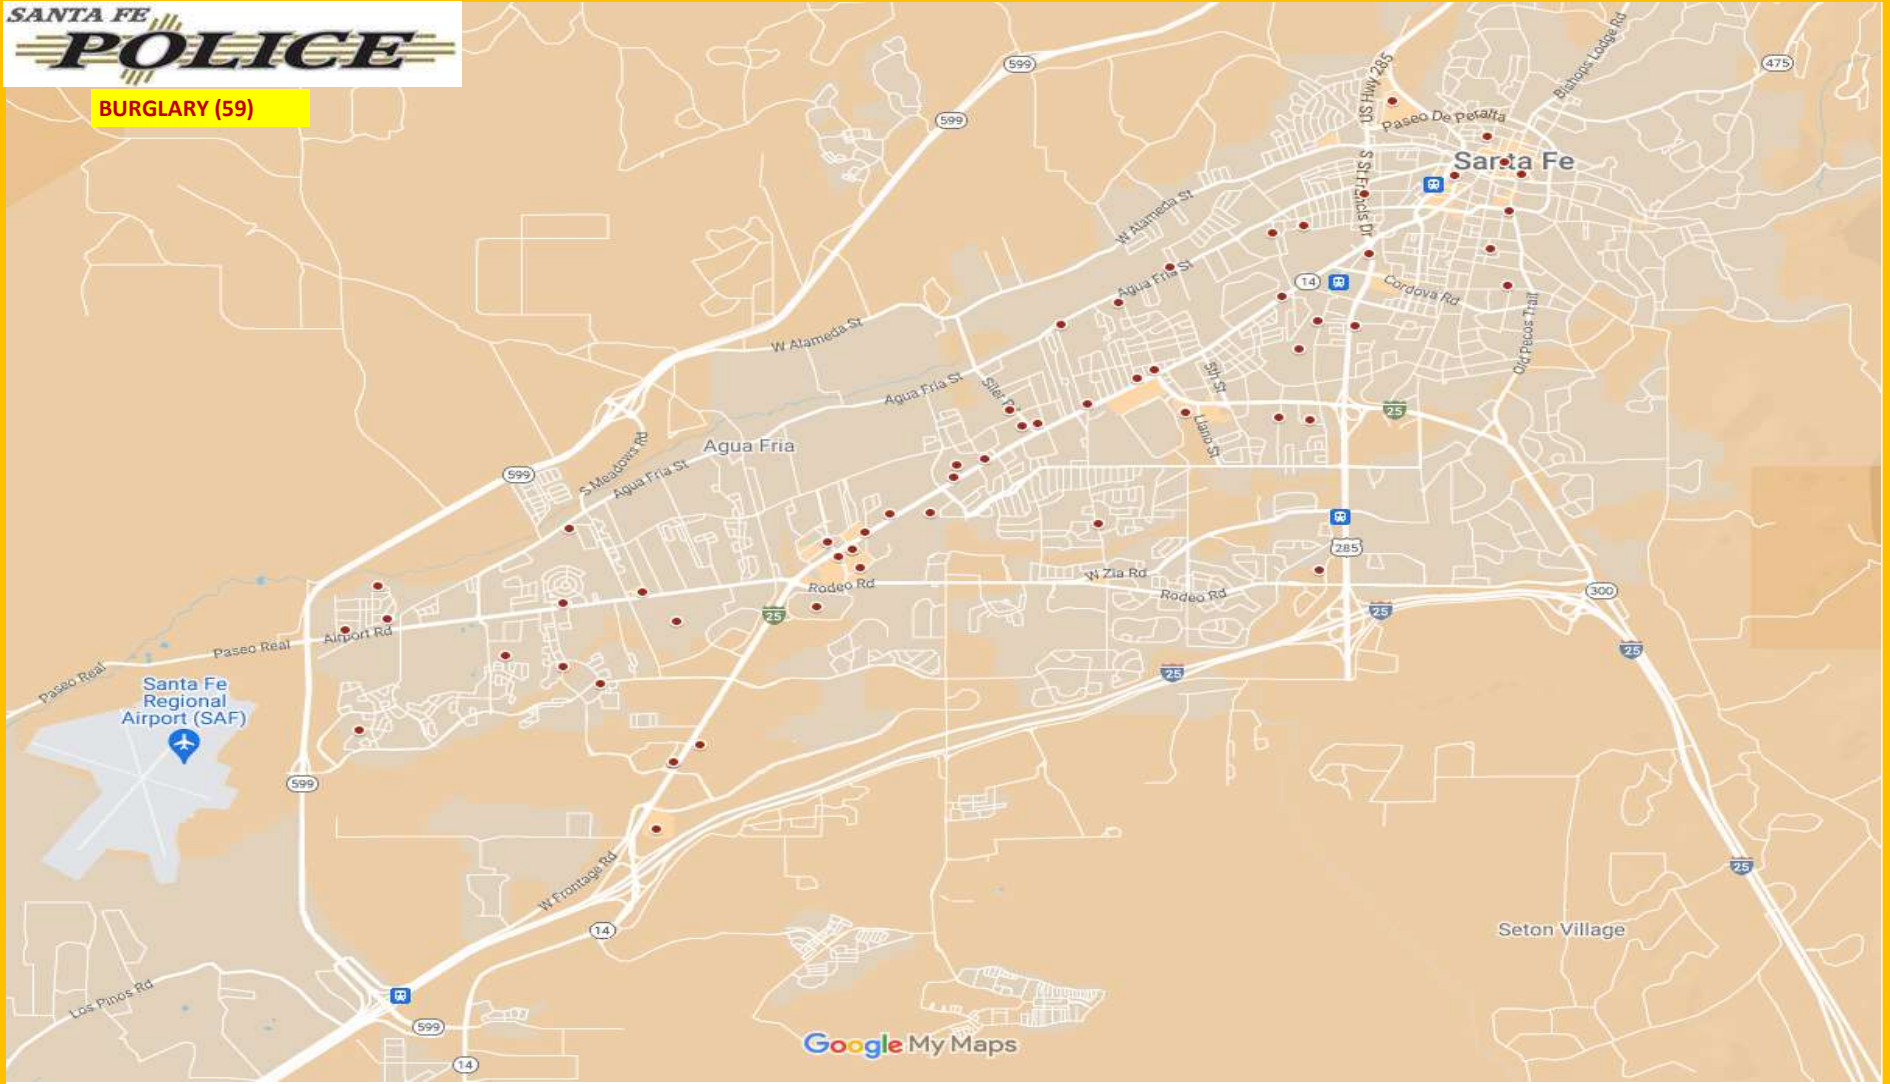 SANTA FE
POLICE
BURGLARY (59)
599
599
US Hwy 285
Bishops Lodge Rd
475
Paseo De Peralta
Santa Fe
S St Francis Dr
W Alameda St
Agua Fria St
14
Cordova Rd
Old Pecos Trail
W Alameda St
Agua Fria St
Siler
5th St
Llano St
25
Agua Fria
S Meadows Rd
Agua Fria St
599
285
W Zia Rd
Rodeo Rd
Rodeo Rd
300
25
25
25
25
Airport Rd
Paseo Real
Paseo Real
Santa Fe
Regional
Airport (SAF)
599
25
W Frontage Rd
14
Seton Village
Los Pinos Rd
599
14
Google My Maps